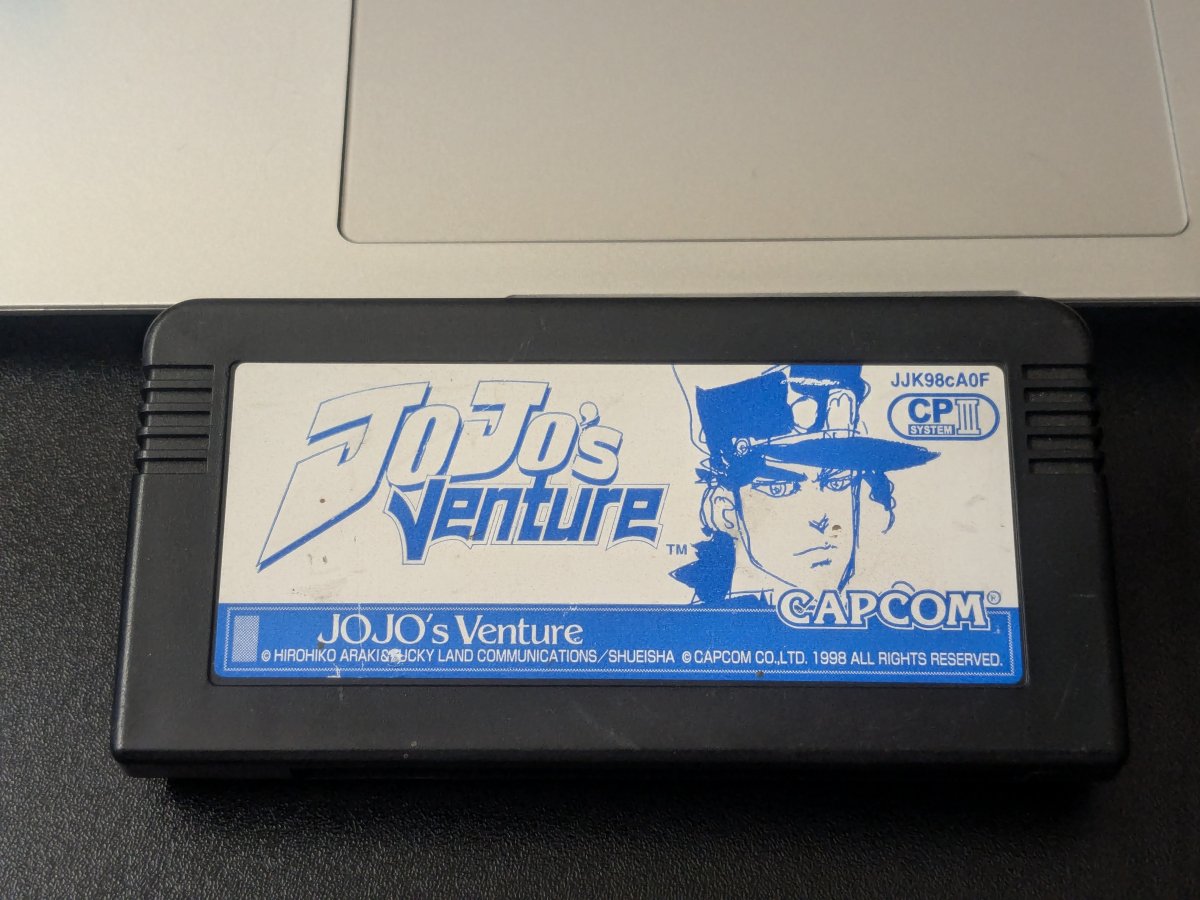 JJK98cA0F
CP
SYSTEM III
JoJo's
Venture
TM
CAPCOM®
JOJO's Venture
© HIROHIKO ARAKI& LUCKY LAND COMMUNICATIONS/SHUEISHA © CAPCOM CO.,LTD. 1998 ALL RIGHTS RESERVED.